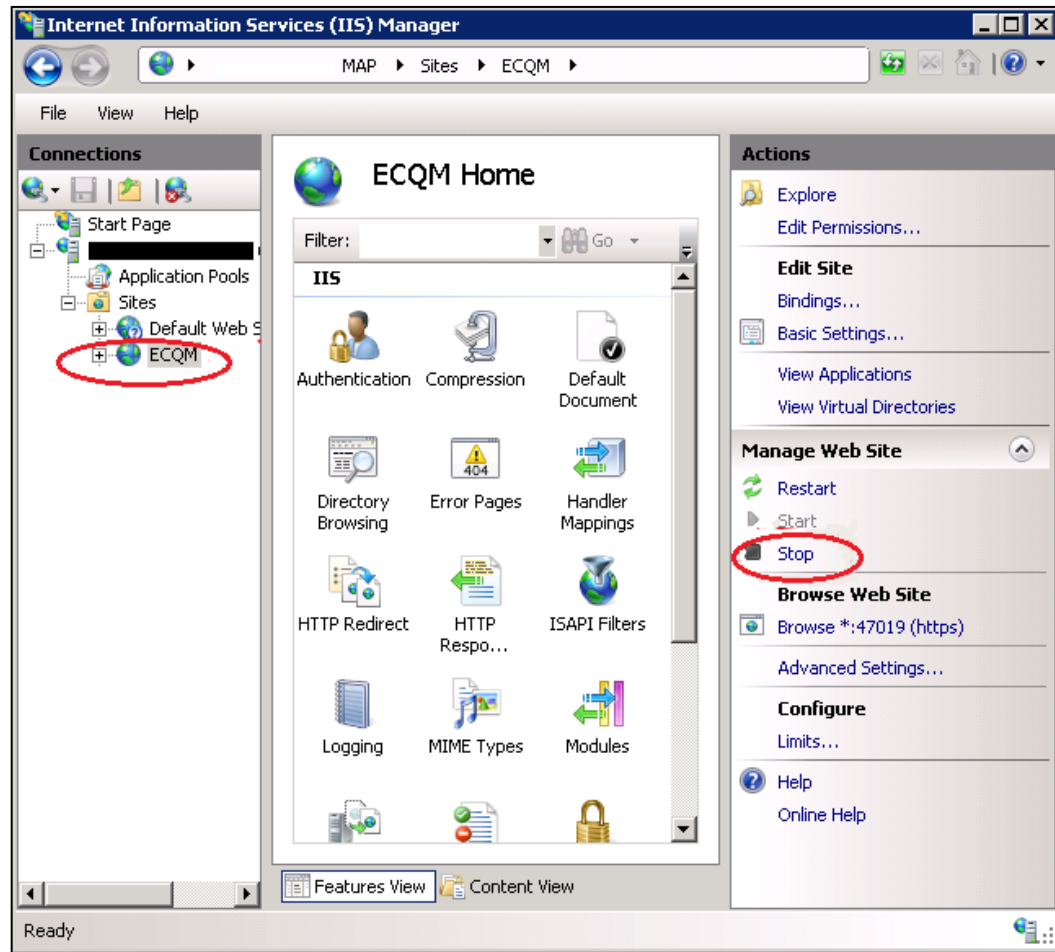 Internet Information Services (IIS) Manager
MAP Sites ECQM
File View Help
Connections
Start Page
Application Pools
Sites
Default Web S
ECQM
ECQM Home
Filter:
Go
IIS
Authentication
Compression
Default
Document
Directory
Browsing
Error Pages
404
Handler
Mappings
HTTP Redirect
HTTP
Respo...
ISAPI Filters
Logging
MIME Types
Modules
Features View
Content View
Actions
Explore
Edit Permissions...
Edit Site
Bindings...
Basic Settings...
View Applications
View Virtual Directories
Manage Web Site
Restart
Start
Stop
Browse Web Site
Browse *:47019 (https)
Advanced Settings...
Configure
Limits...
Help
Online Help
Ready